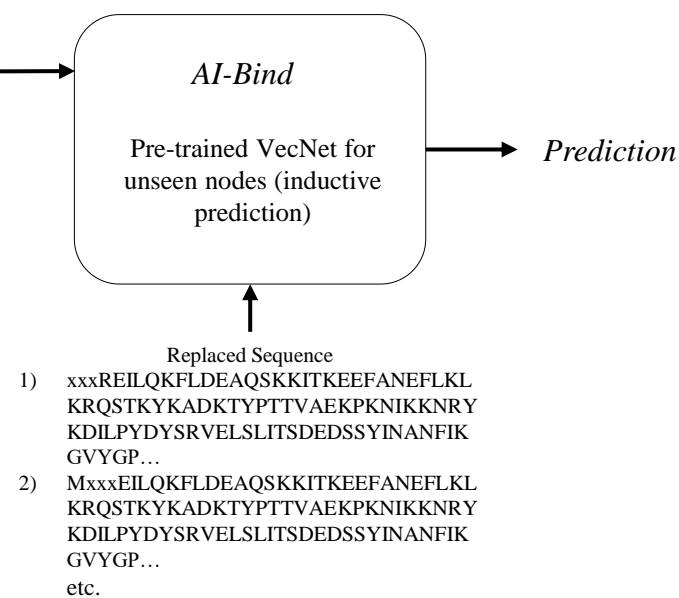 AI-Bind
Pre-trained VecNet for
unseen nodes (inductive
prediction)
Prediction
Replaced Sequence
1) xxxREILQKFLDEAQSKKITKEEFANEFLKL
KRQSTKYKADKTYPTTVAEKPKNIKKNRY
KDILPYDYSRVELSLITSDEDSSYINANFIK
GVYGP…
2) MxxxEILQKFLDEAQSKKITKEEFANEFLKL
KRQSTKYKADKTYPTTVAEKPKNIKKNRY
KDILPYDYSRVELSLITSDEDSSYINANFIK
GVYGP…
etc.